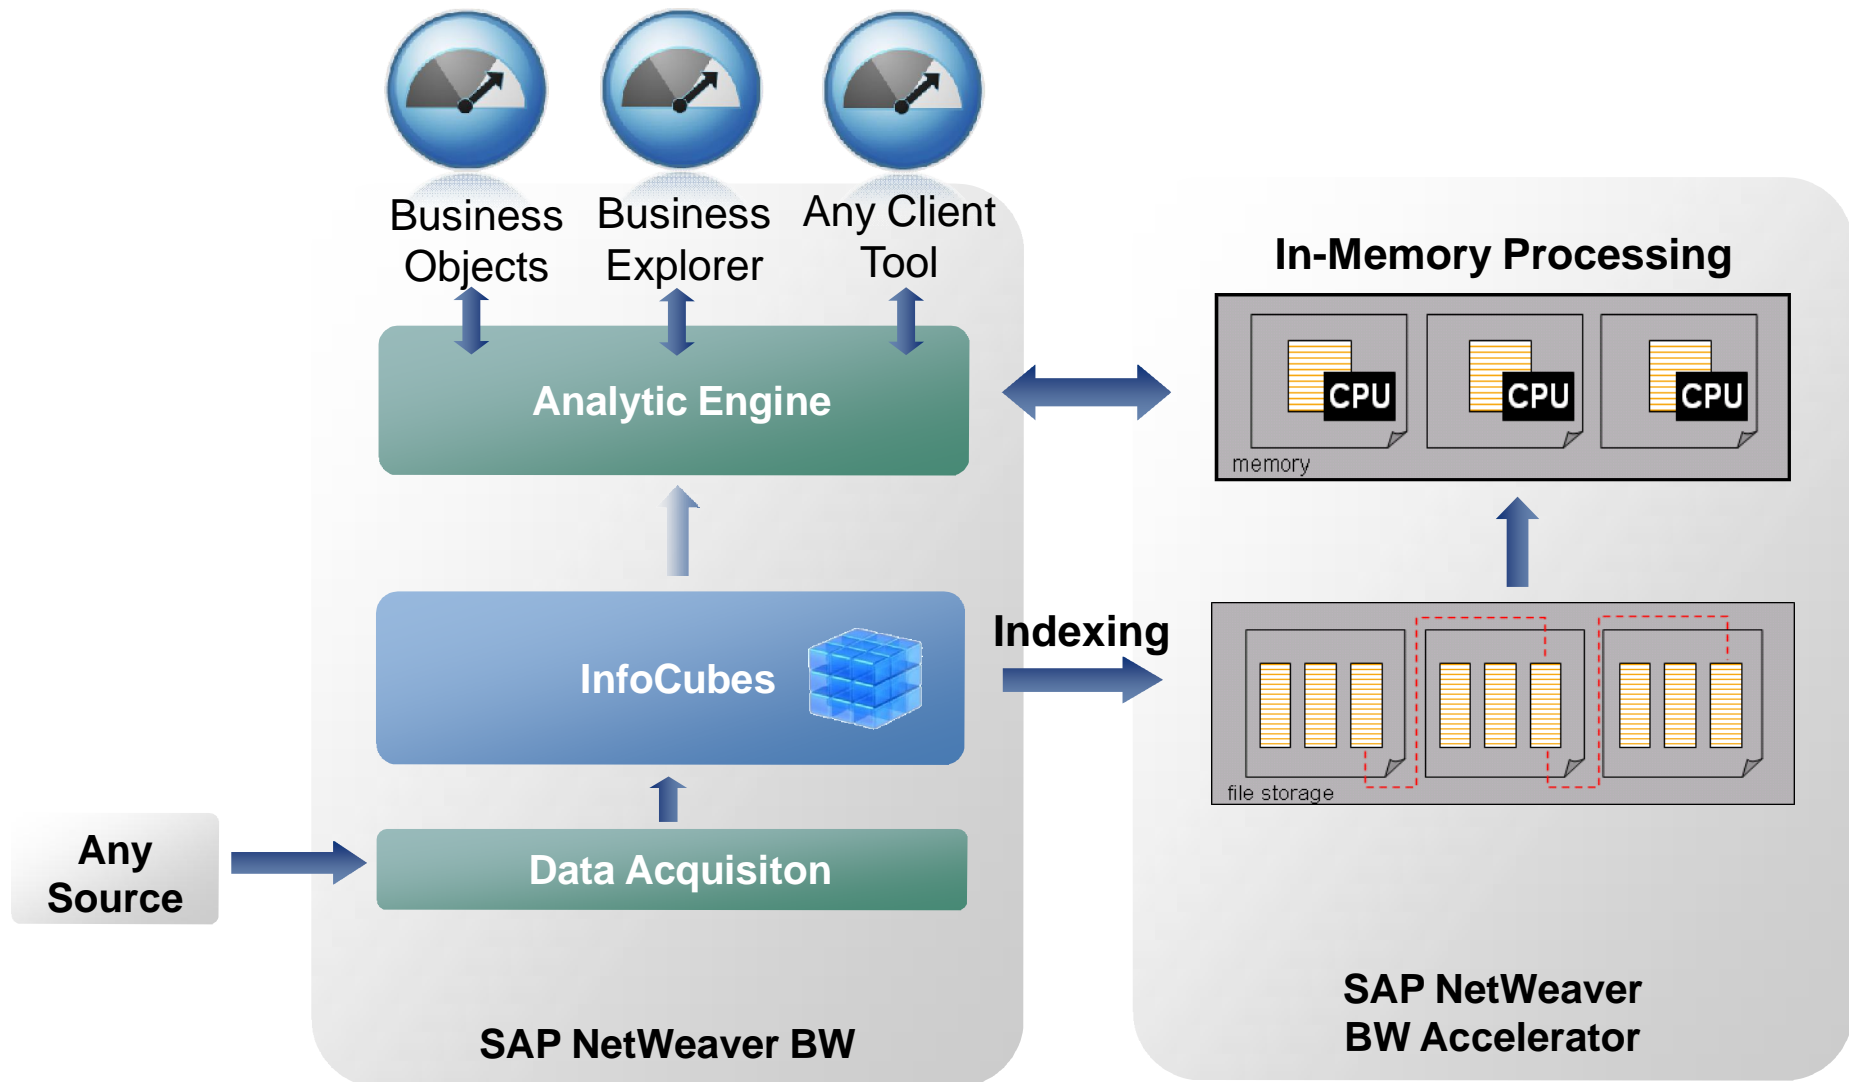 Business
Objects
Business
Explorer
Any Client
Tool
Analytic Engine
InfoCubes
Data Acquisiton
Any
Source
SAP NetWeaver BW
Indexing
In-Memory Processing
CPU
CPU
CPU
memory
file storage
SAP NetWeaver
BW Accelerator